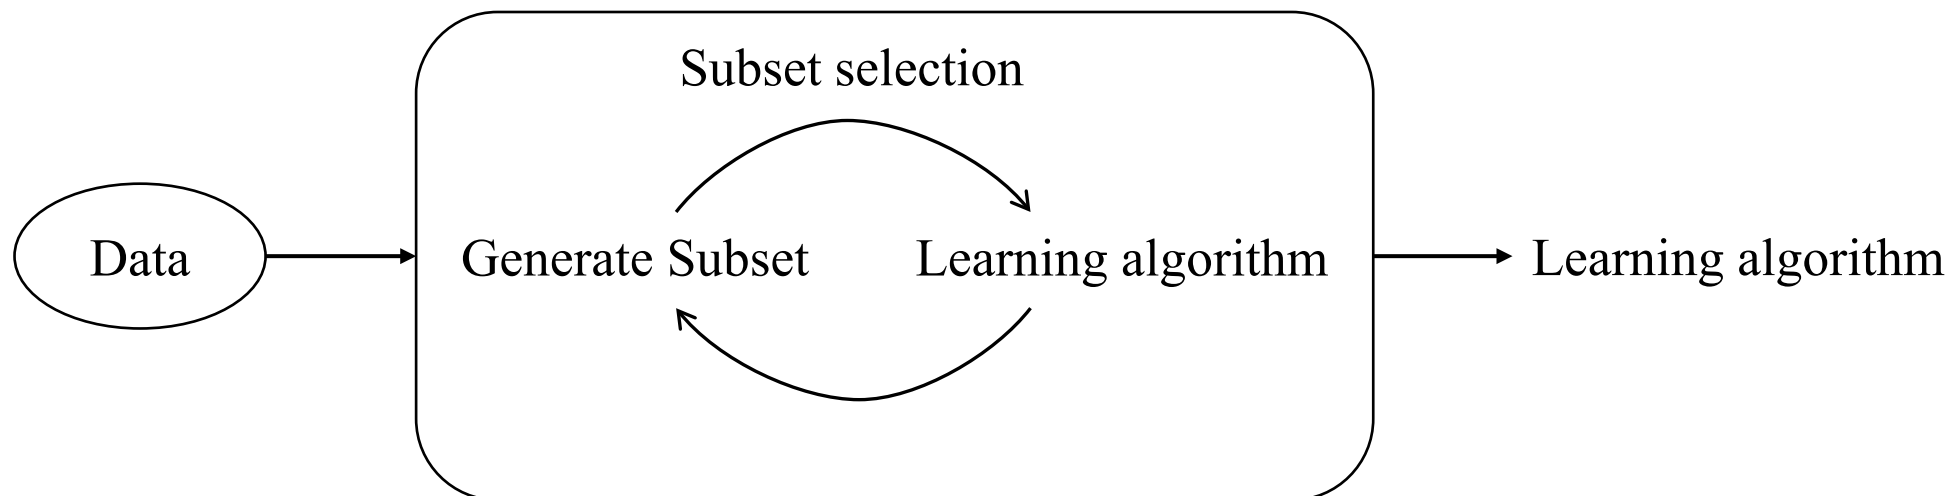 Subset selection
Data
Generate Subset
Learning algorithm
Learning algorithm